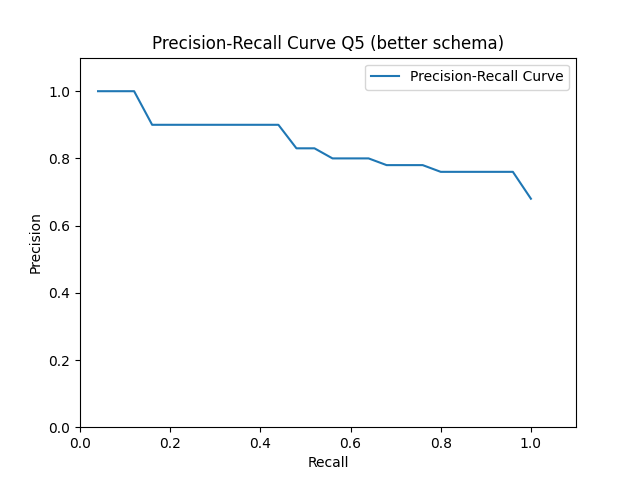 Precision-Recall Curve Q5 (better schema)
Precision-Recall Curve
1.0
0.8
0.6
0.4
0.2
0.0
Precision
0.0 0.2 0.4 0.6 0.8 1.0
Recall